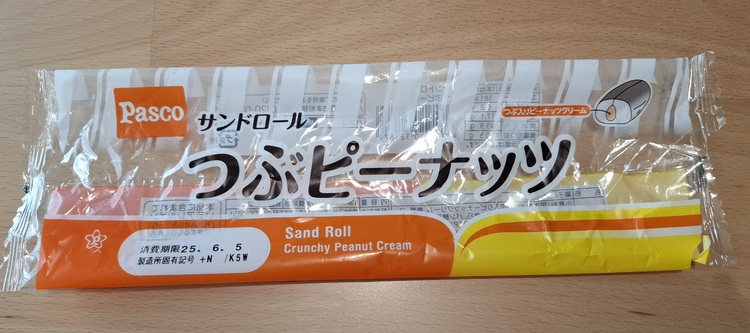 Pasco
サンドロール
つぶ入りピーナッツクリーム
つぶピーナッツ
Sand Roll
Crunchy Peanut Cream
消費期限25. 6. 5
製造所固有記号 +N /K5W